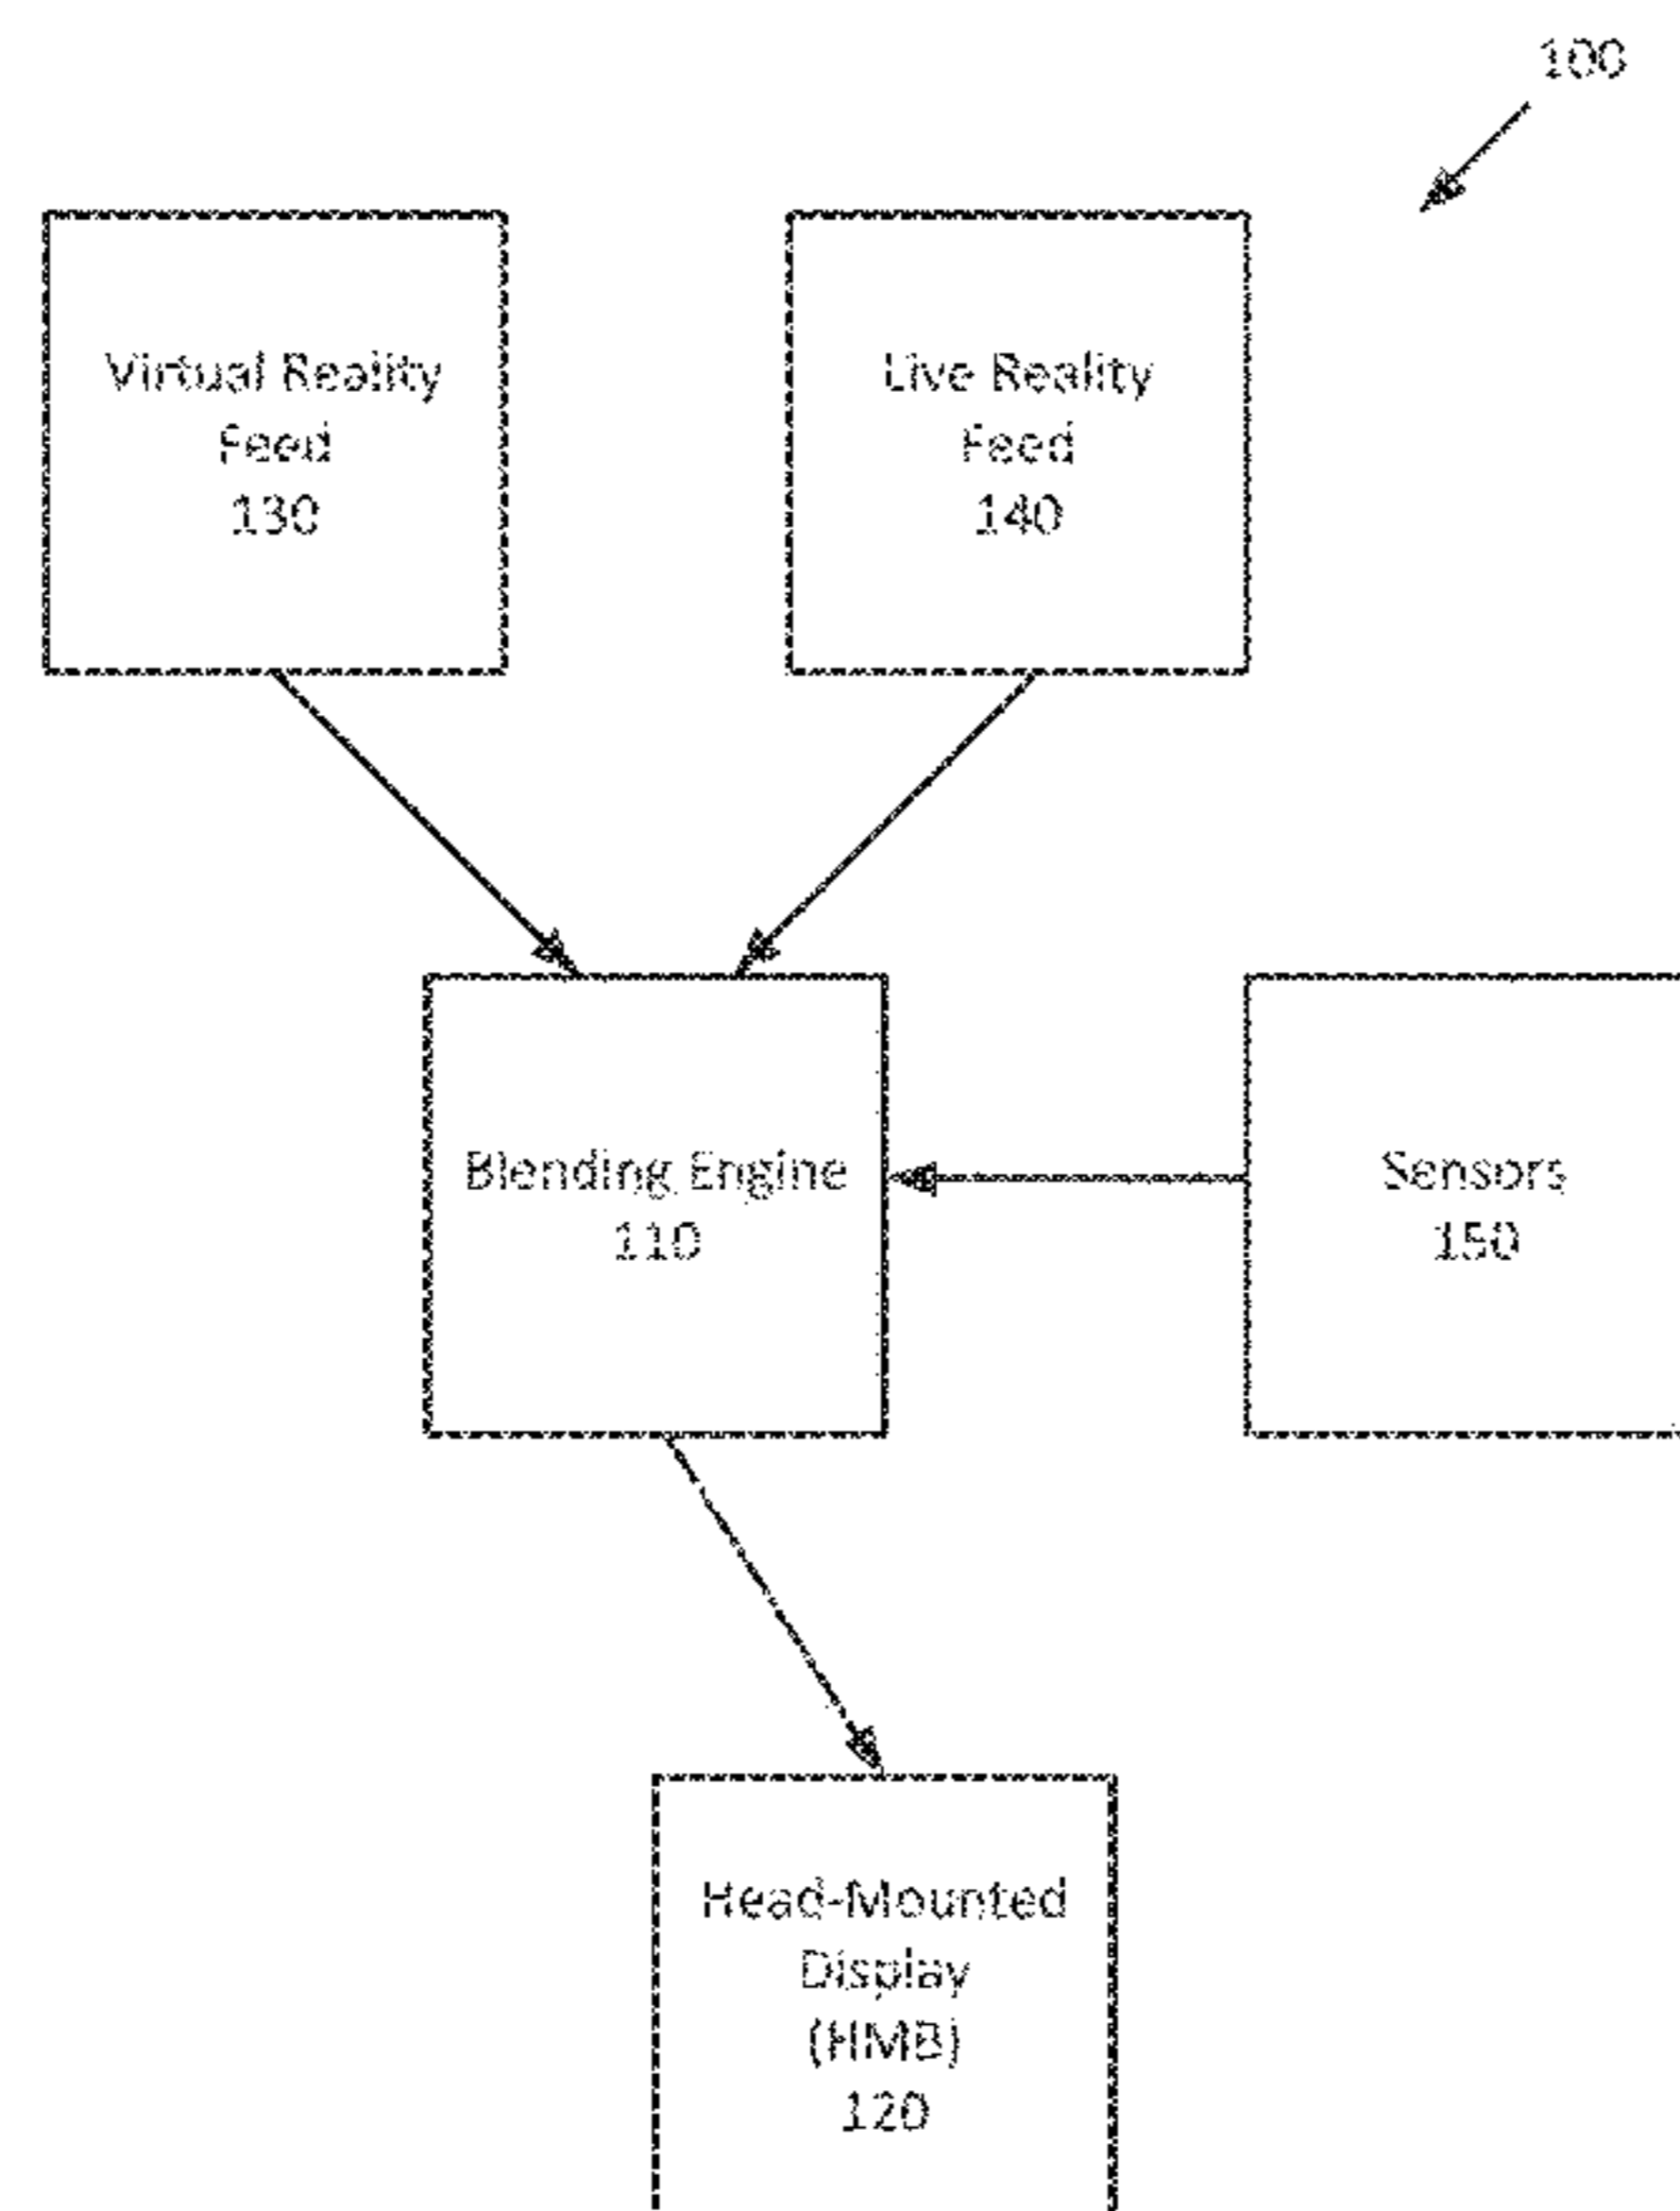 100
Virtual Reality
Feed
130
Live Reality
Feed
140
Blending Engine
110
Sensors
150
Head-Mounted
Display
(HMB)
120